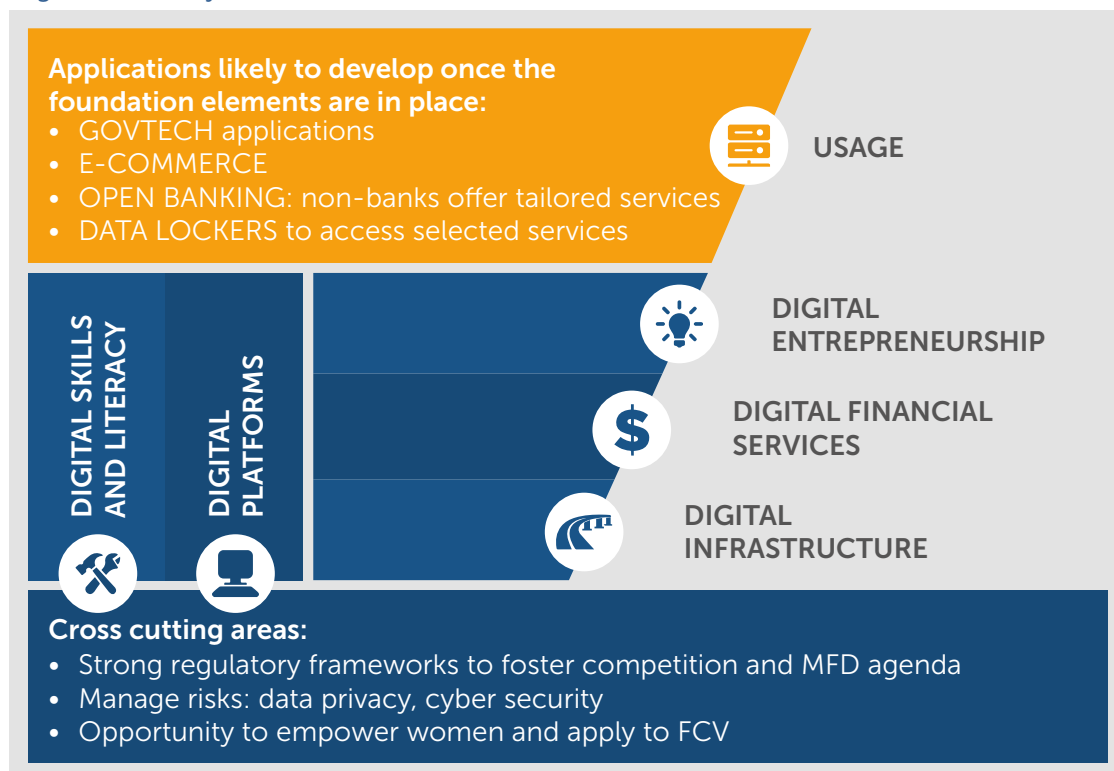 Applications likely to develop once the
foundation elements are in place:
• GOVTECH applications
• E-COMMERCE
• OPEN BANKING: non-banks offer tailored services
• DATA LOCKERS to access selected services
USAGE
DIGITAL SKILLS
AND LITERACY
DIGITAL
PLATFORMS
DIGITAL
ENTREPRENEURSHIP
DIGITAL FINANCIAL
SERVICES
DIGITAL
INFRASTRUCTURE
Cross cutting areas:
• Strong regulatory frameworks to foster competition and MFD agenda
• Manage risks: data privacy, cyber security
• Opportunity to empower women and apply to FCV